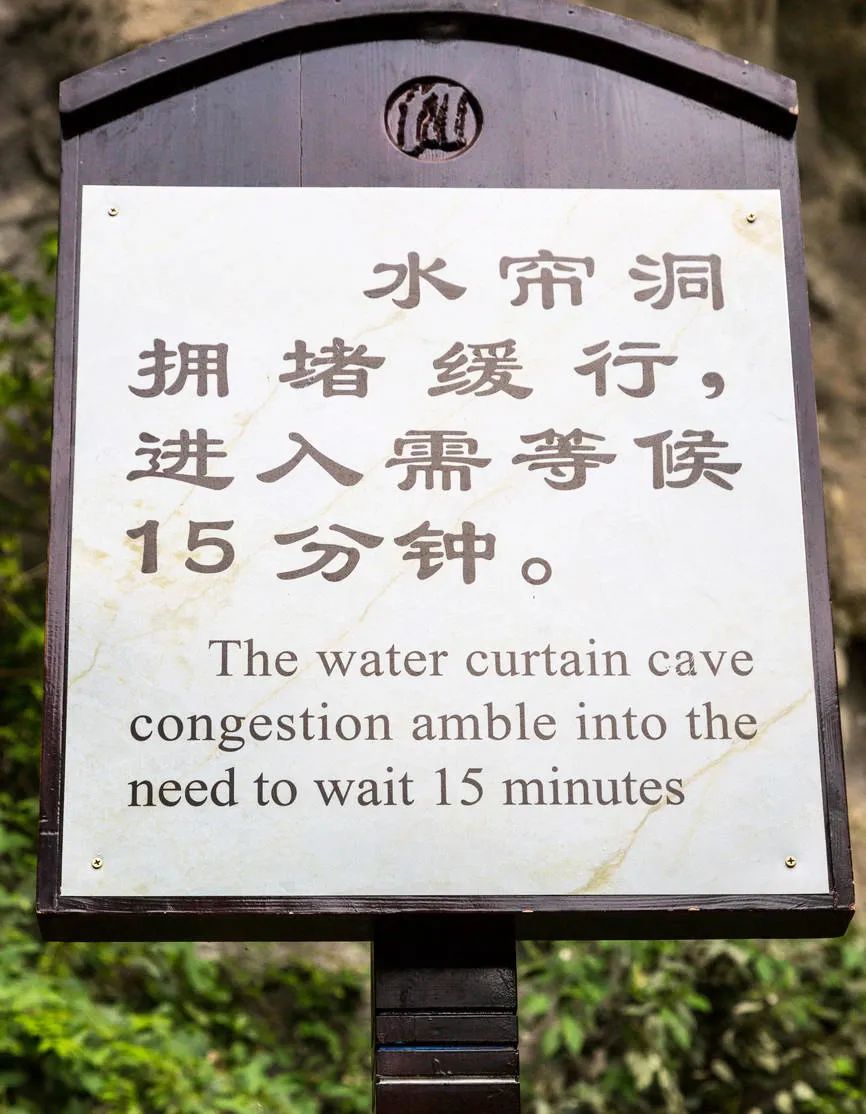 水帘洞
拥堵缓行，
进入需等候
15分钟。
The water curtain cave
congestion amble into the
need to wait 15 minutes